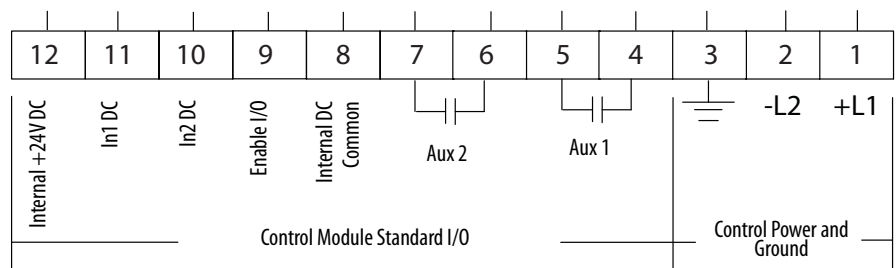 12 11 10 9 8 7 6 5 4 3 2 1
Internal +24V DC
In1 DC
In2 DC
Enable I/O
Internal DC
Common
Aux 2
Aux 1
-L2
+L1
Control Module Standard I/O
Control Power and
Ground